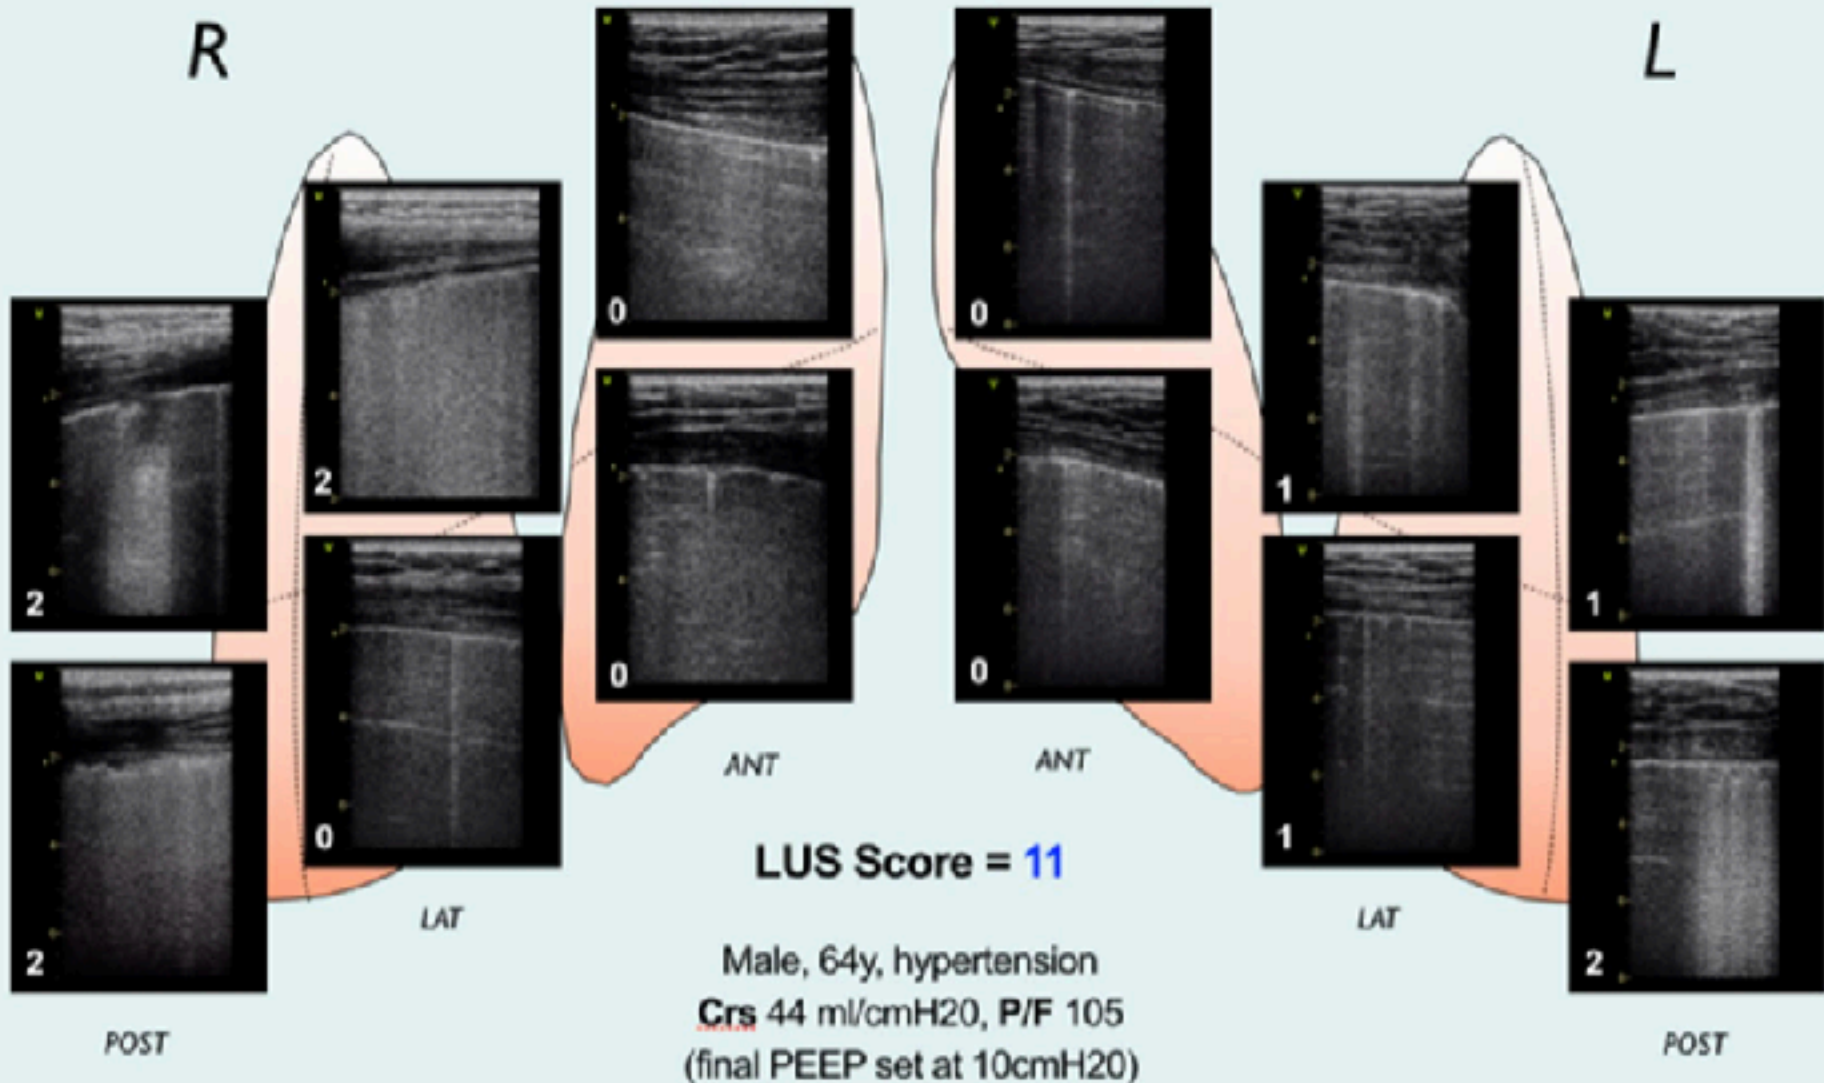 R
L
0
0
2
1
2
1
0
0
0
1
2
2
ANT
ANT
LAT
LAT
POST
POST
LUS Score = 11
Male, 64y, hypertension
Crs 44 ml/cmH20, P/F 105
(final PEEP set at 10cmH20)